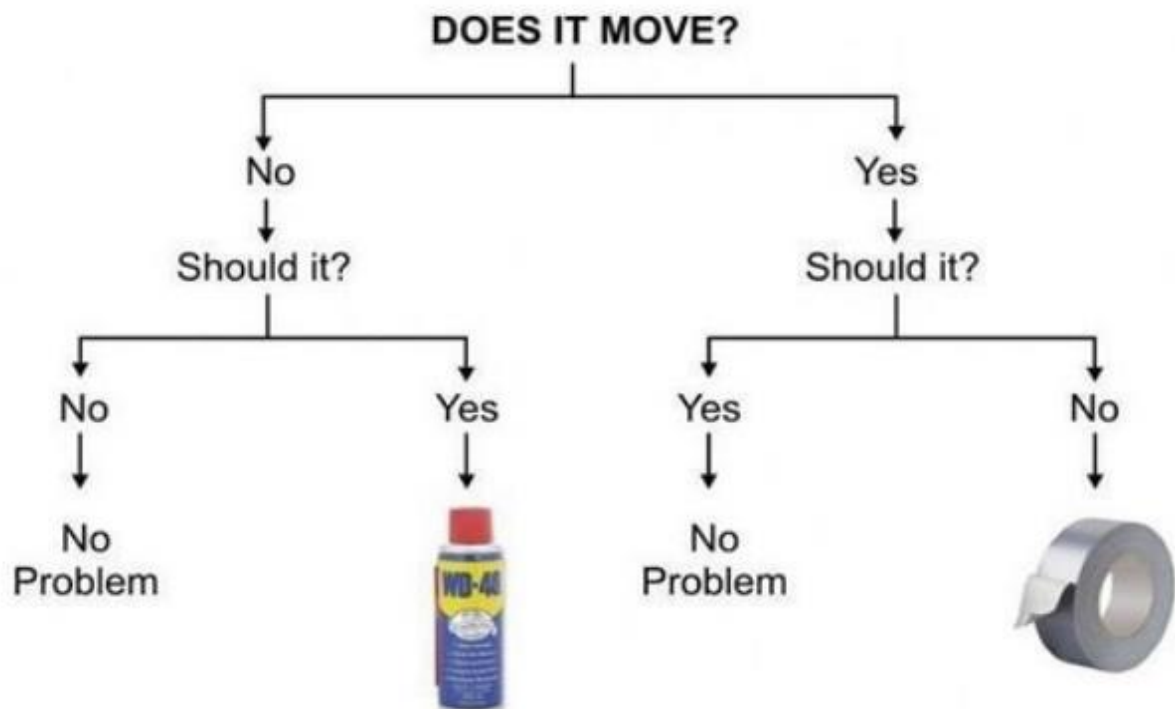 DOES IT MOVE?
No
Yes
Should it?
Should it?
No
Yes
Yes
No
No
Problem
WD-40
No
Problem